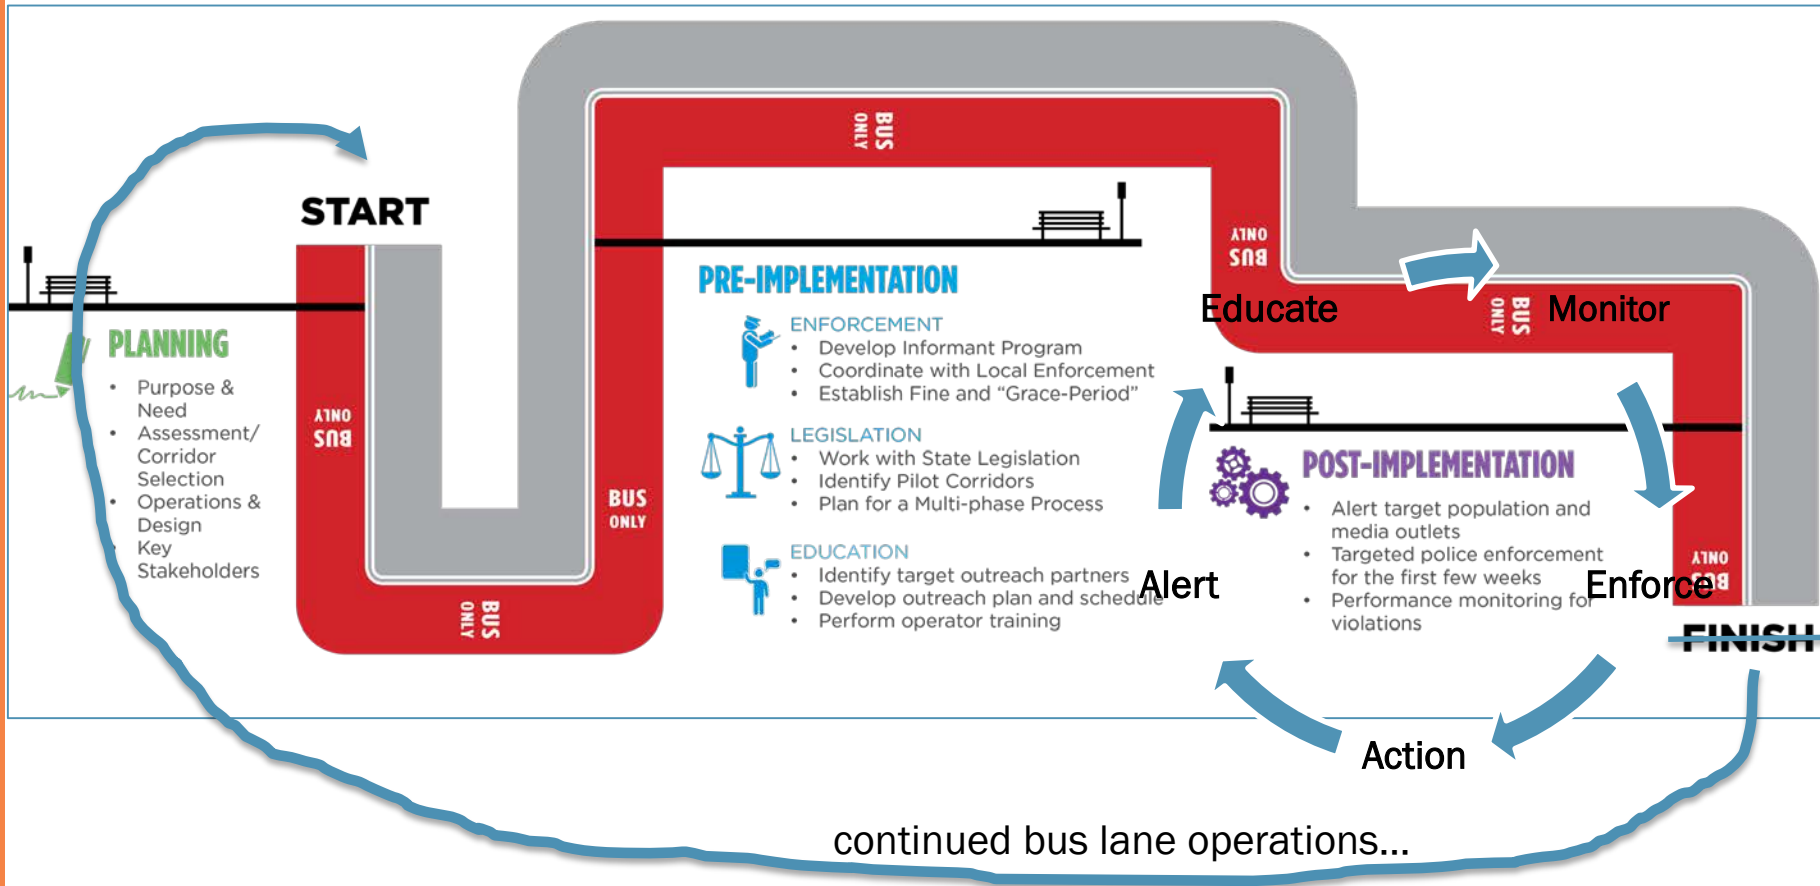 START
PLANNING
• Purpose &
Need
• Assessment/
Corridor
Selection
• Operations &
Design
• Key
Stakeholders
BUS
ONLY
BUS
ONLY
BUS
ONLY
BUS
ONLY
PRE-IMPLEMENTATION
ENFORCEMENT
• Develop Informant Program
• Coordinate with Local Enforcement
• Establish Fine and “Grace-Period”
LEGISLATION
• Work with State Legislation
• Identify Pilot Corridors
• Plan for a Multi-phase Process
EDUCATION
• Identify target outreach partners
• Develop outreach plan and schedule
• Perform operator training
BUS
ONLY
BUS
ONLY
BUS
ONLY
Educate
Monitor
Enforce
Action
Alert
POST-IMPLEMENTATION
• Alert target population and
media outlets
• Targeted police enforcement
for the first few weeks
• Performance monitoring for
violations
FINISH
continued bus lane operations...